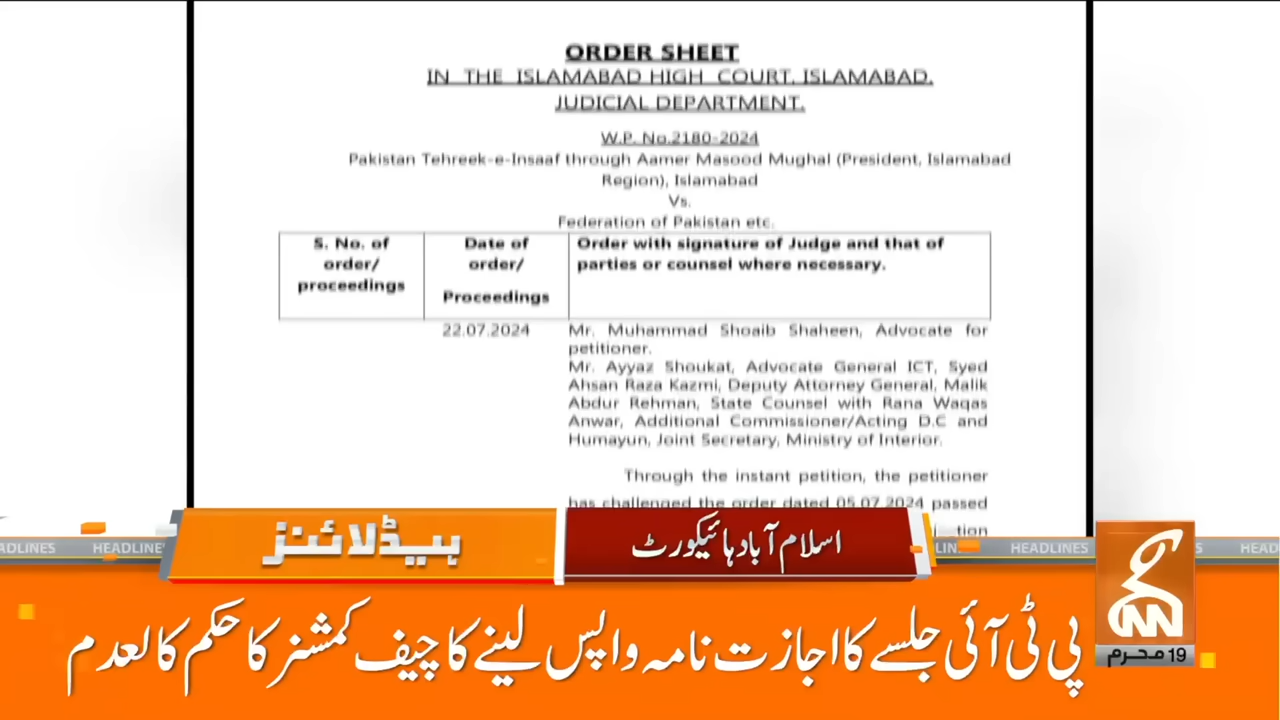 ORDER SHEET
IN THE ISLAMABAD HIGH COURT, ISLAMABAD.
JUDICIAL DEPARTMENT.
W.P. No.2180-2024
Pakistan Tehreek-e-Insaaf through Aamer Masood Mughal (President, Islamabad
Region), Islamabad
Vs.
Federation of Pakistan etc.
S. No. of
order/
proceedings
Date of
order/
Proceedings
Order with signature of Judge and that of
parties or counsel where necessary.
22.07.2024
Mr. Muhammad Shoaib Shaheen, Advocate for
petitioner.
Mr. Ayyaz Shoukat, Advocate General ICT, Syed
Ahsan Raza Kazmi, Deputy Attorney General, Malik
Abdur Rehman, State Counsel with Rana Waqas
Anwar, Additional Commissioner/Acting D.C and
Humayun, Joint Secretary, Ministry of Interior.
Through the instant petition, the petitioner
has challenged the order dated 05.07.2024 passed
HEADLINES
ہیڈلائنز
اسلام آباد ہائیکورٹ
پی ٹی آئی جلسے کا اجازت نامہ واپس لینے کا چیف کمشنر کا حکم کالعدم
GNN
19 محرم